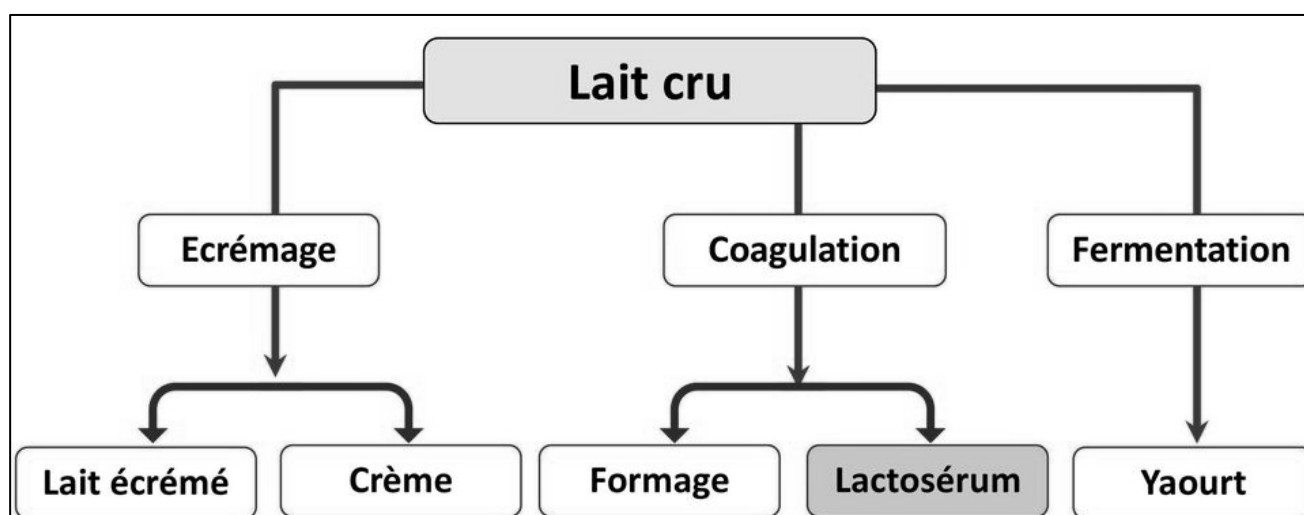 Lait cru
Ecrémage
Coagulation
Fermentation
Lait écrémé
Crème
Formage
Lactosérum
Yaourt